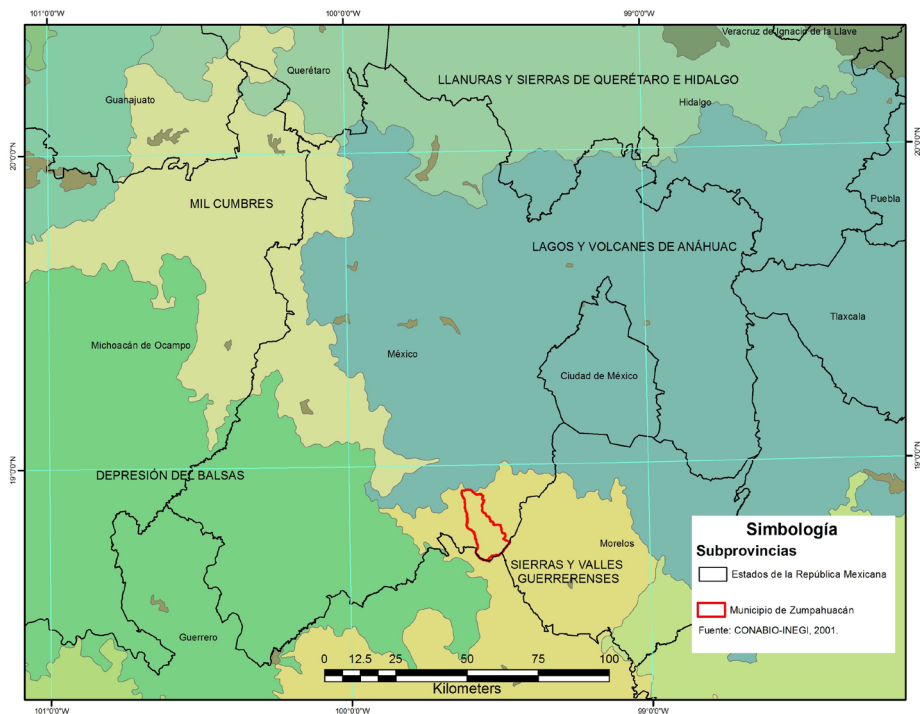 101°0'0"W
100°0'0"W
99°0'0"W
Veracruz de Ignacio de la Llave
Querétaro
LLANURAS Y SIERRAS DE QUERÉTARO E HIDALGO
Guanajuato
Hidalgo
20°0'0"N
20°0'0"N
MIL CUMBRES
Puebla
LAGOS Y VOLCANES DE ANÁHUAC
Tlaxcala
Michoacán de Ocampo
México
Ciudad de México
19°0'0"N
19°0'0"N
DEPRESIÓN DEL BALSAS
Morelos
SIERRAS Y VALLES
GUERRERENSES
Guerrero
Simbología
Subprovincias
Estados de la República Mexicana
Municipio de Zumpahuacán
Fuente: CONABIO-INEGI, 2001.
0 12.5 25 50 75 100
Kilometers
101°0'0"W
100°0'0"W
99°0'0"W